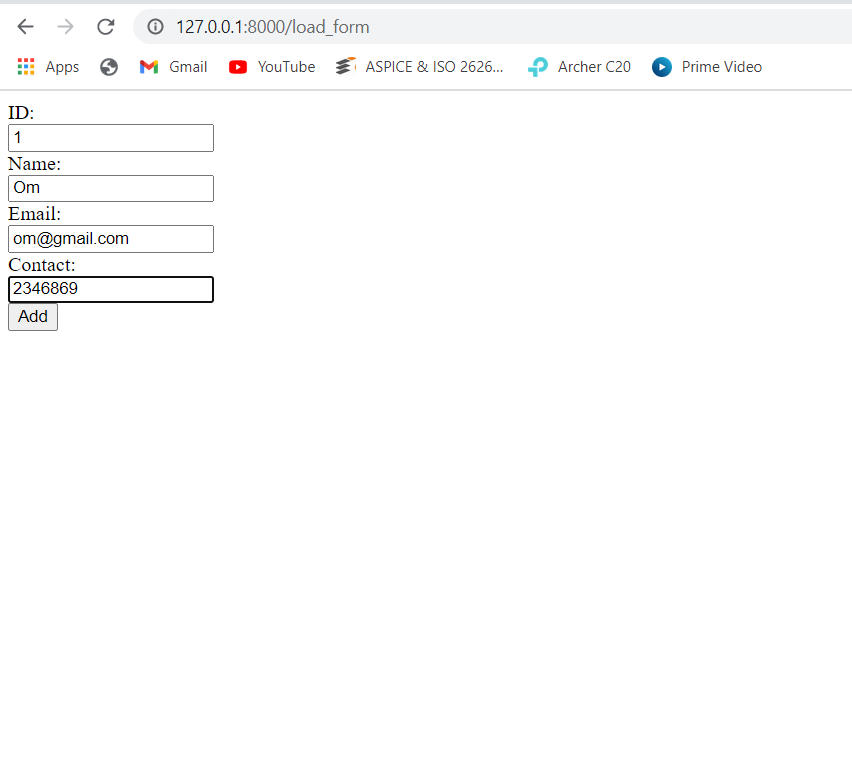 127.0.0.1:8000/load_form
Apps Gmail YouTube ASPICE & ISO 2626... Archer C20 Prime Video
ID:
1
Name:
Om
Email:
om@gmail.com
Contact:
2346869
Add